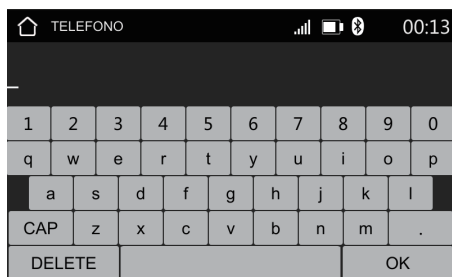 TELEFONO 00:13
1 2 3 4 5 6 7 8 9 0
q w e r t y u i o p
a s d f g h j k l
CAP z x c v b n m .
DELETE OK